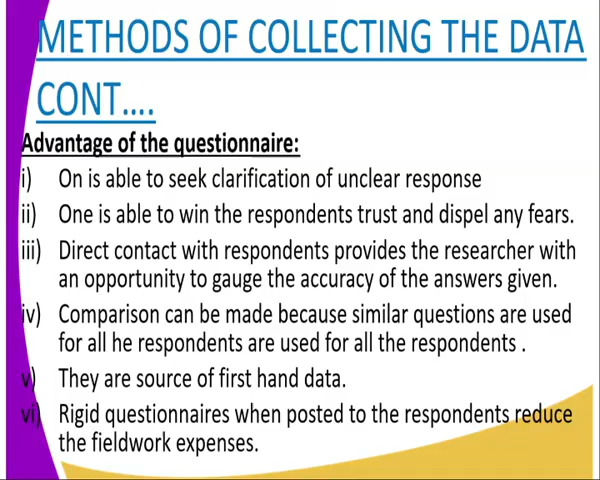 METHODS OF COLLECTING THE DATA
CONT….
Advantage of the questionnaire:
i) On is able to seek clarification of unclear response
ii) One is able to win the respondents trust and dispel any fears.
iii) Direct contact with respondents provides the researcher with
an opportunity to gauge the accuracy of the answers given.
iv) Comparison can be made because similar questions are used
for all he respondents are used for all the respondents .
v) They are source of first hand data.
vi) Rigid questionnaires when posted to the respondents reduce
the fieldwork expenses.